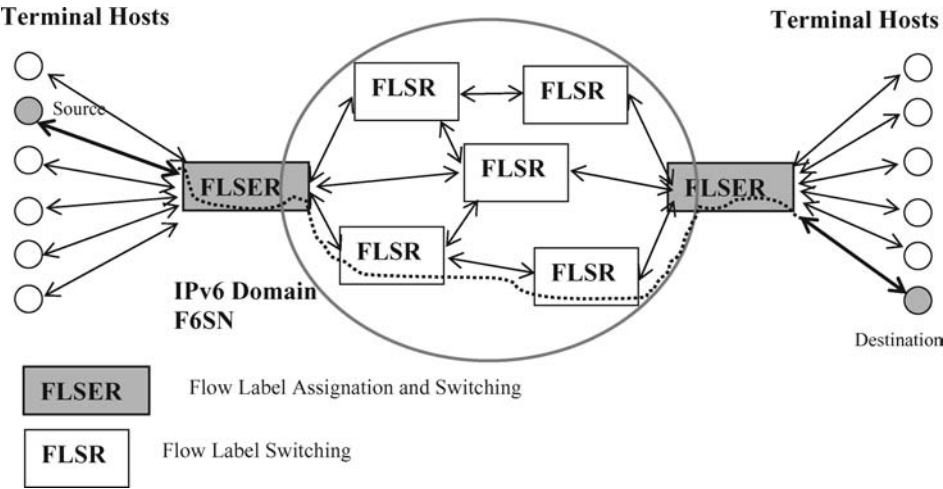 Terminal Hosts
Terminal Hosts
Source
FLSR
FLSR
FLSR
FLSER
FLSER
FLSR
FLSR
IPv6 Domain
F6SN
Destination
FLSER
Flow Label Assignation and Switching
FLSR
Flow Label Switching